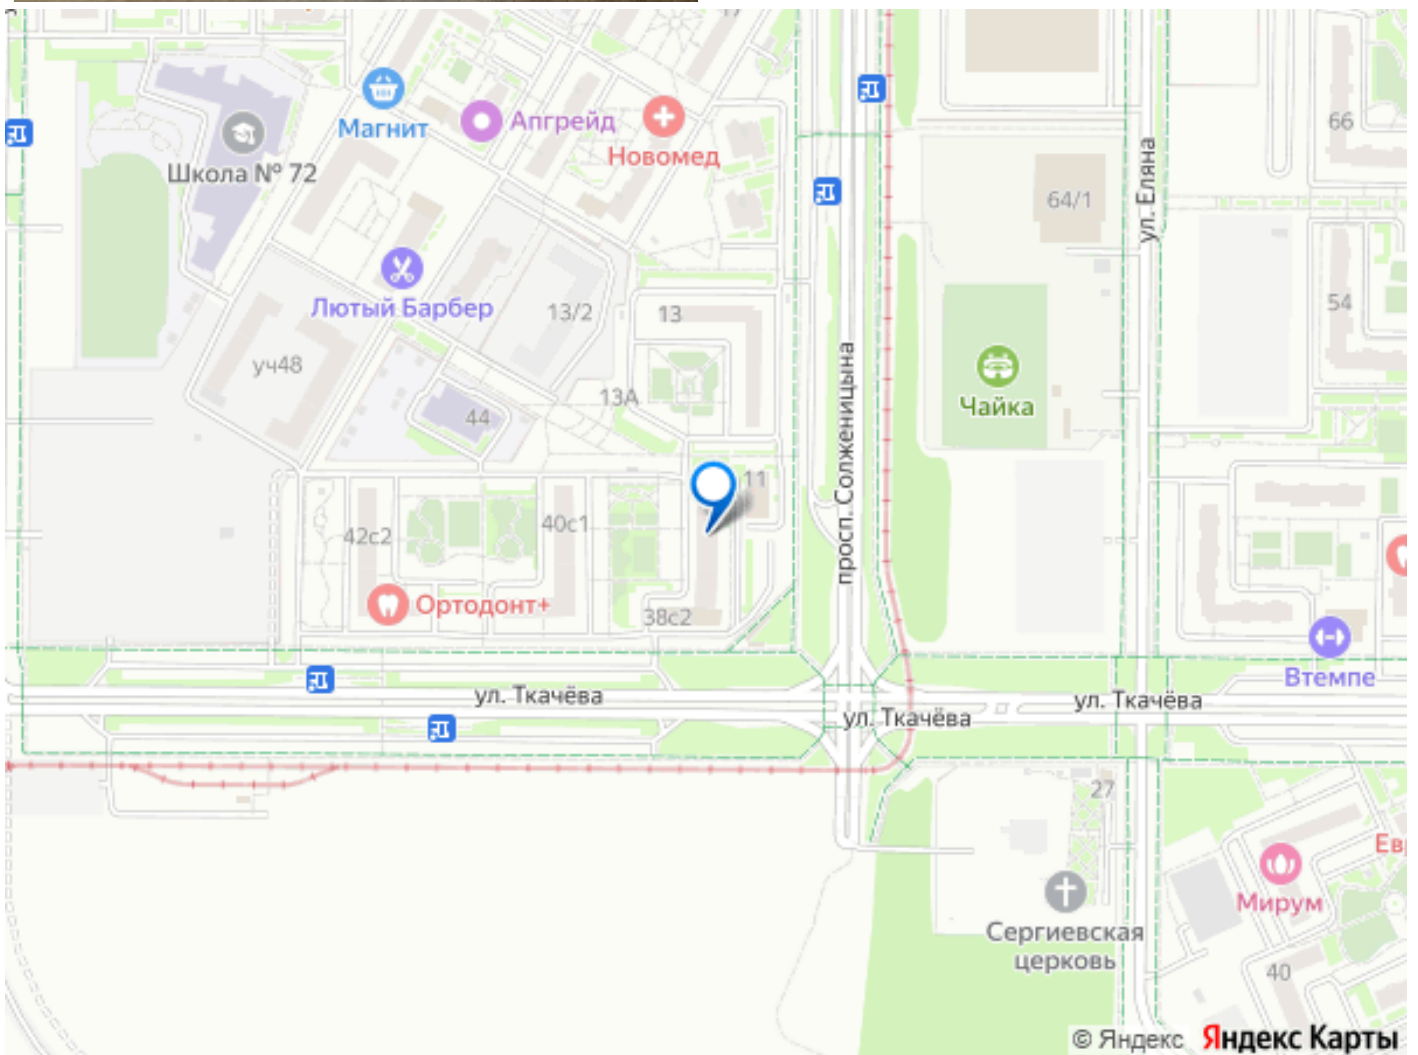 Магнит
Апгрейд
Новомед
Школа № 72
66
ул. Еляна
64/1
Лютый Барбер
13/2
13
54
уч48
просп. Солженицына
Чайка
13А
44
11
42с2
40с1
Ортодонт+
38с2
Втемпе
ул. Ткачёва
ул. Ткачёва
ул. Ткачёва
27
Мирум
Сергиевская
церковь
40
© Яндекс Яндекс Карты